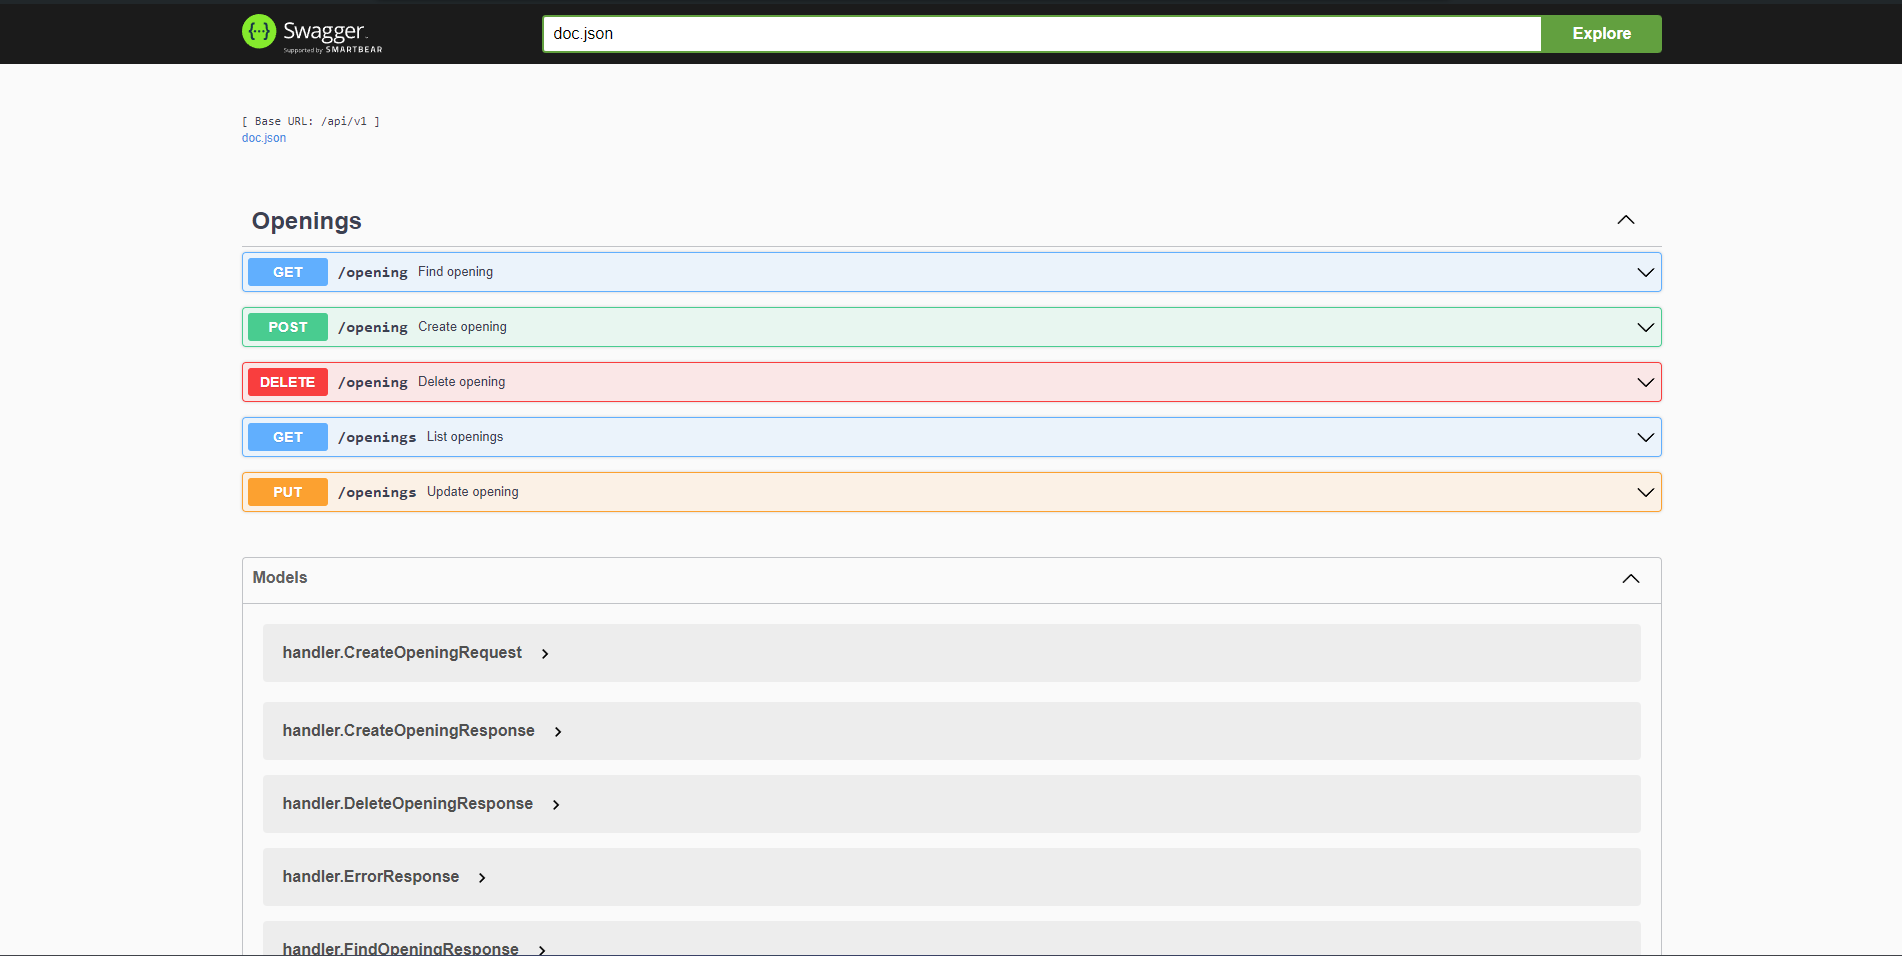 {···} Swagger
Supported by SMARTBEAR
doc.json
Explore
[ Base URL: /api/v1 ]
doc.json
Openings
GET /opening Find opening
POST /opening Create opening
DELETE /opening Delete opening
GET /openings List openings
PUT /openings Update opening
Models
handler.CreateOpeningRequest
handler.CreateOpeningResponse
handler.DeleteOpeningResponse
handler.ErrorResponse
handler.FindOpeningResponse